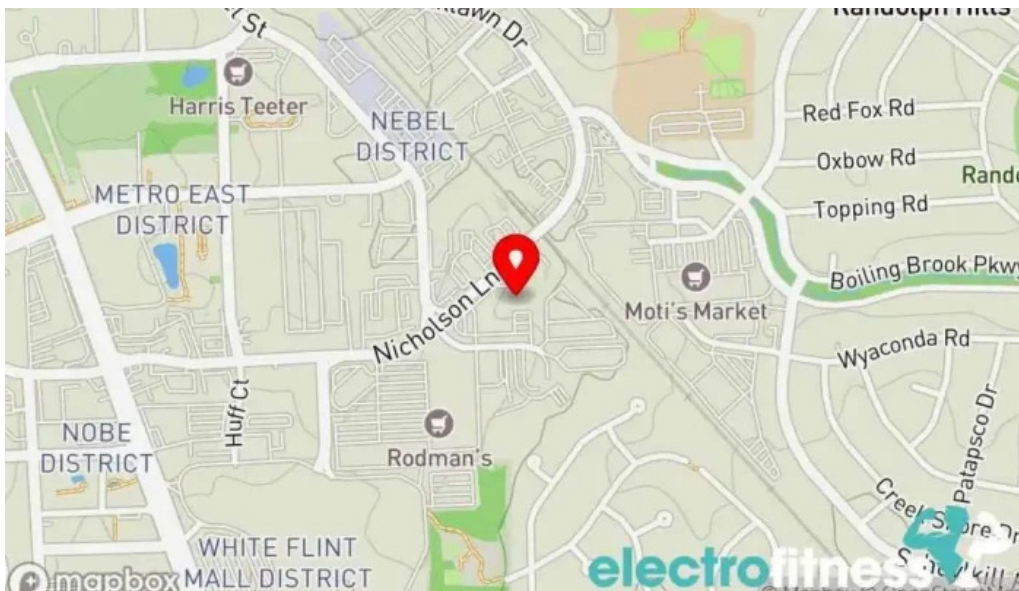 Randolph Hills
Dr
St
Harris Teeter
NEBEL
DISTRICT
Red Fox Rd
Oxbow Rd
METRO EAST
DISTRICT
Topping Rd
Boiling Brook Pkwy
Moti's Market
Nicholson Ln
Wyaconda Rd
Huff Ct
Patapsco Dr
NOBE
DISTRICT
Rodman's
Creek Shore Dr
WHITE FLINT
MALL DISTRICT
mapbox
electrofitness